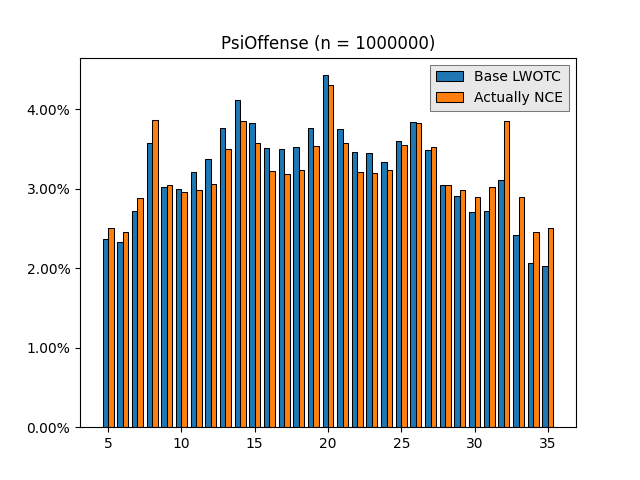 PsiOffense (n = 1000000)
Base LWOTC
Actually NCE
4.00%
3.00%
2.00%
1.00%
0.00%
5 10 15 20 25 30 35